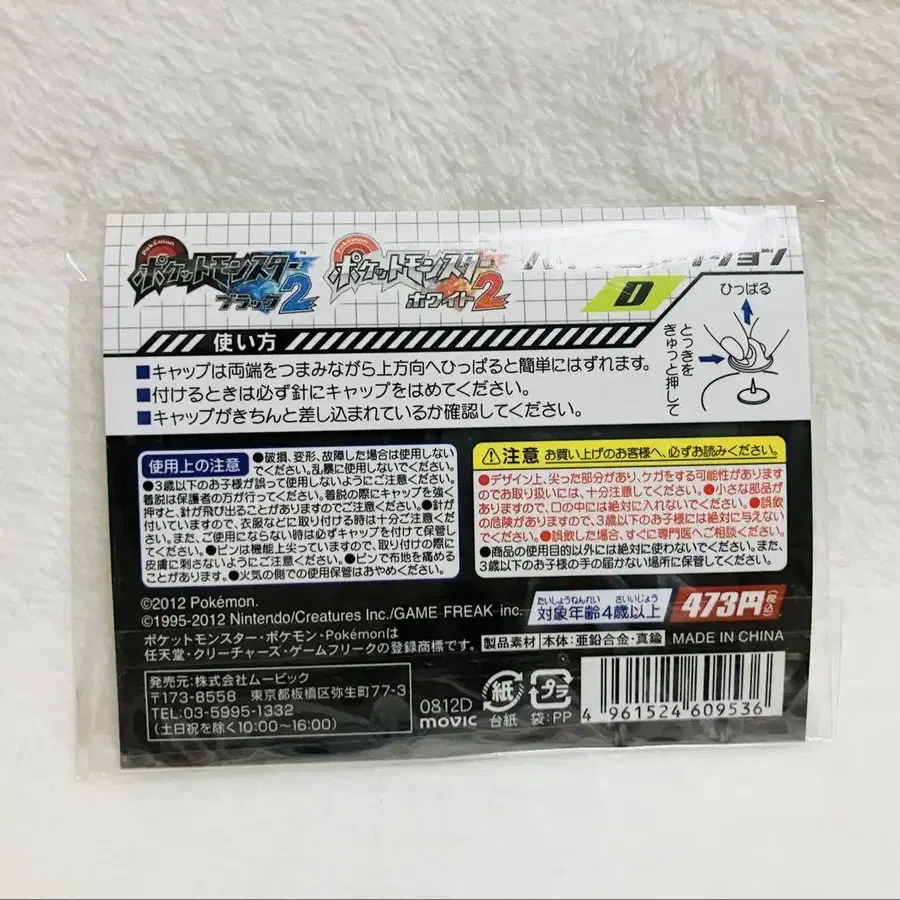 Pokémon
ポケットモンスター™
ブラック2
Pokémon
ポケットモンスター™
ホワイト2
D
ひっぱる
とっきを
ぎゅっと押して
使い方
■キャップは両端をつまみながら上方向へひっぱると簡単にはずれます。
■付けるときは必ず針にキャップをはめてください。
■キャップがきちんと差し込まれているか確認してください。
使用上の注意
●破損、変形、故障した場合は使用しない
でください。乱暴に使用しないでください。
●3歳以下のお子様が誤って使用しないようにご注意ください。
着脱は保護者の方が行ってください。着脱の際にキャップを強く
押すと、針が飛び出ることがありますのでご注意ください。●針が
付いていますので、衣服などに取り付ける時は十分ご注意くださ
い。また、ご使用にならない時は必ずキャップを付けて保管し
てください。●ピンは機能上尖っていますので、取り付けの際に
皮膚に刺さないようにご注意ください。●ピンで布地を痛める
ことがあります。●火気の側での使用保管はおやめください。
⚠注意 お買い上げのお客様へ、必ずお読みください。
●デザイン上、尖った部分があり、ケガをする可能性があります
のでお取り扱いには、十分注意してください。●小さな部品が
ありますので、口の中には絶対に入れないでください。●誤飲
の危険がありますので、3歳以下のお子様には絶対に与えない
でください。●誤飲した場合、すぐに専門医へご相談ください。
●商品の使用目的以外には絶対に使わないでください。また、
3歳以下のお子様の手の届かない場所に保管してください。
©2012 Pokémon.
©1995-2012 Nintendo/Creatures Inc./GAME FREAK inc.
ポケットモンスター・ポケモン・Pokémonは
任天堂・クリーチャーズ・ゲームフリークの登録商標です。
たいしょうねんれい さいいじょう
対象年齢4歳以上
473円(税込)
製品素材 本体：亜鉛合金・真鍮 MADE IN CHINA
発売元：株式会社ムービック
〒173-8558 東京都板橋区弥生町77-3
TEL:03-5995-1332
(土日祝を除く10:00～16:00)
0812D
movic
紙
台紙
プラ
袋：PP
4 961524 609536